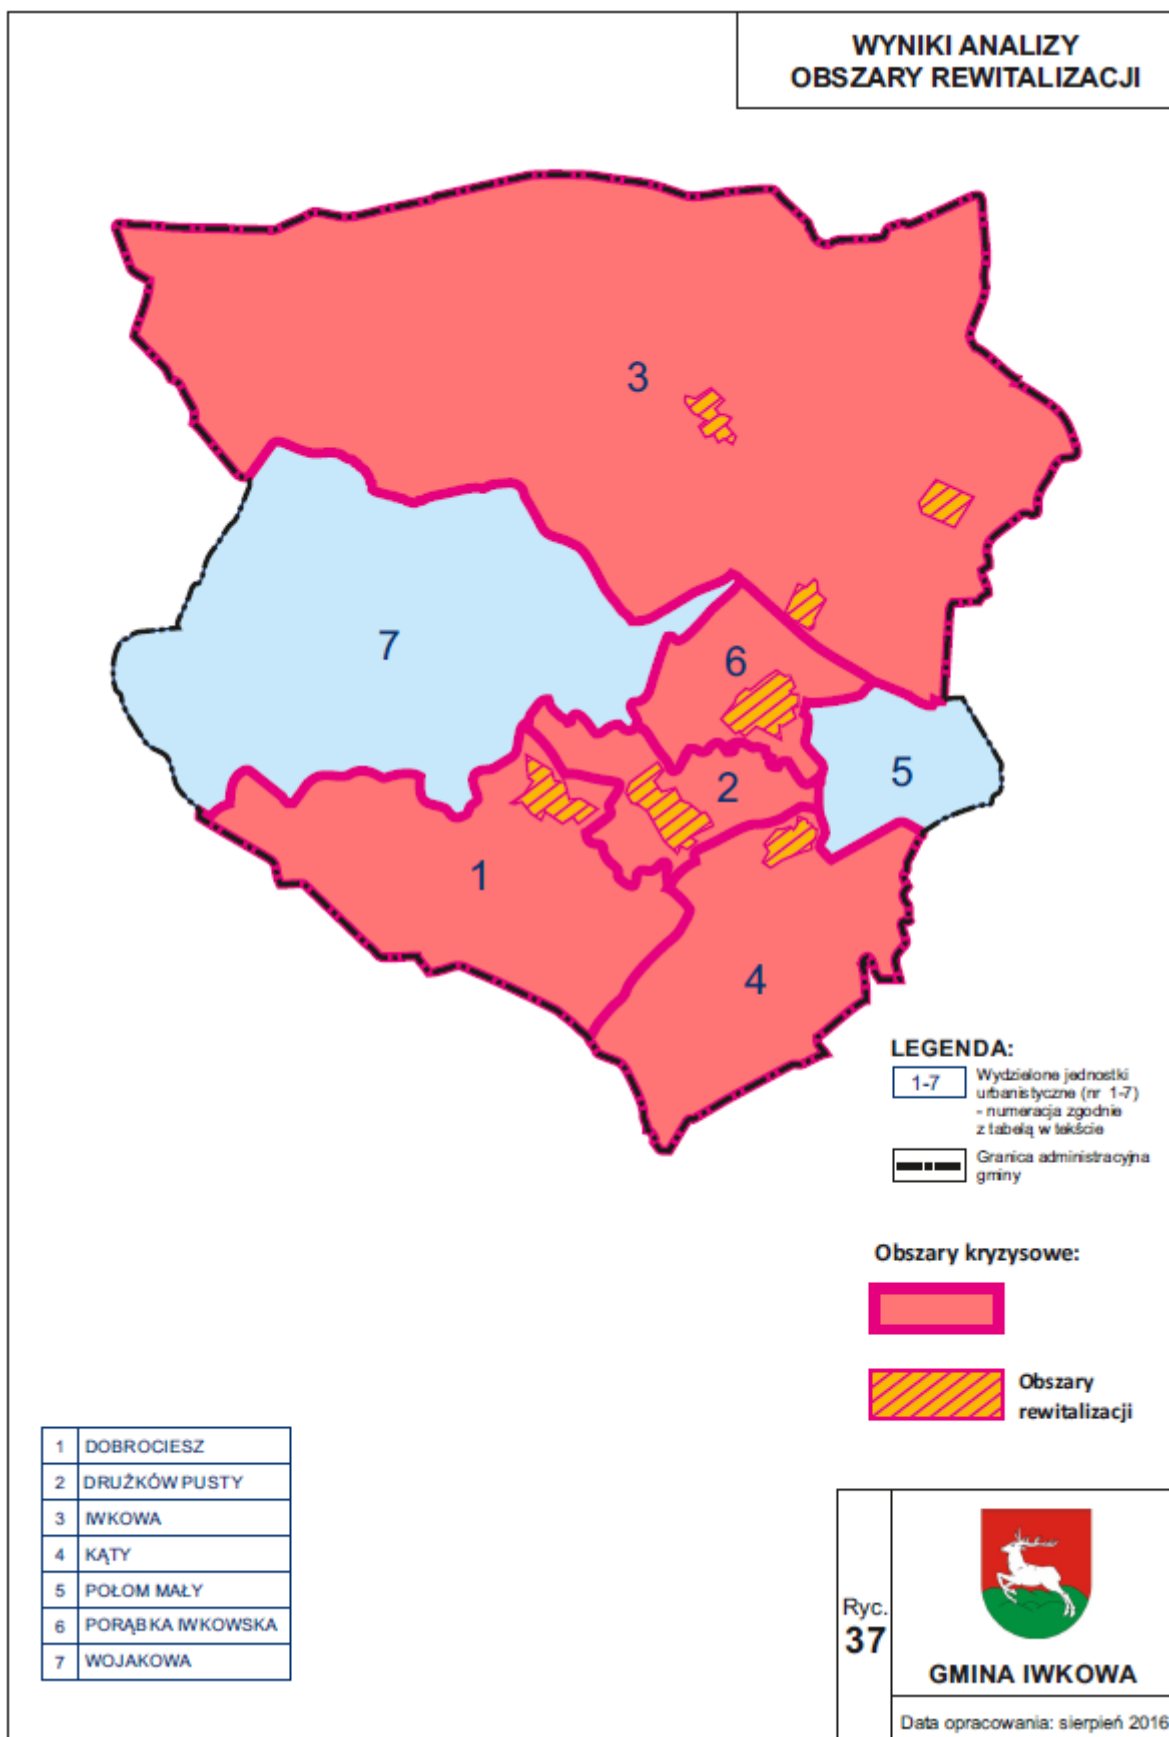 WYNIKI ANALIZY
OBSZARY REWITALIZACJI
3
7
6
5
2
1
4
LEGENDA:
1-7
Wydzielone jednostki
urbanistyczne (nr 1-7)
- numeracja zgodnie
z tabelą w tekście
Granica administracyjna
gminy
Obszary kryzysowe:
Obszary
rewitalizacji
1 DOBROCIESZ
2 DRUŻKÓW PUSTY
3 IWKOWA
4 KĄTY
5 POŁOM MAŁY
6 PORĄBKA IWKOWSKA
7 WOJAKOWA
Ryc.
37
GMINA IWKOWA
Data opracowania: sierpień 2016